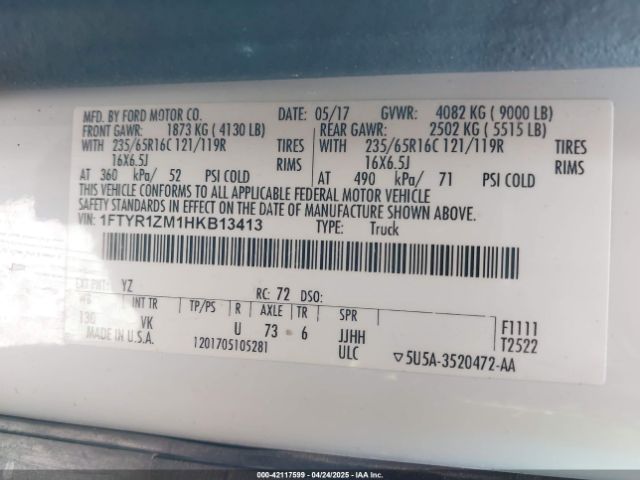 MFD. BY FORD MOTOR CO. DATE: 05/17 GVWR: 4082 KG ( 9000 LB)
FRONT GAWR: 1873 KG ( 4130 LB) REAR GAWR: 2502 KG ( 5515 LB)
WITH 235/65R16C 121/119R TIRES WITH 235/65R16C 121/119R TIRES
16X6.5J RIMS 16X6.5J RIMS
AT 360 kPa/ 52 PSI COLD AT 490 kPa/ 71 PSI COLD
THIS VEHICLE CONFORMS TO ALL APPLICABLE FEDERAL MOTOR VEHICLE
SAFETY STANDARDS IN EFFECT ON THE DATE OF MANUFACTURE SHOWN ABOVE.
VIN: 1FTYR1ZM1HKB13413 TYPE: Truck
EXT PNT: YZ RC: 72 DSO:
WB INT TR TP/PS R AXLE TR SPR
130 VK U 73 6 JJHH F1111
MADE IN U.S.A. 1201705105281 ULC T2522
5U5A-3520472-AA
00-42117599 - 04/24/2025 - IAA, Inc.